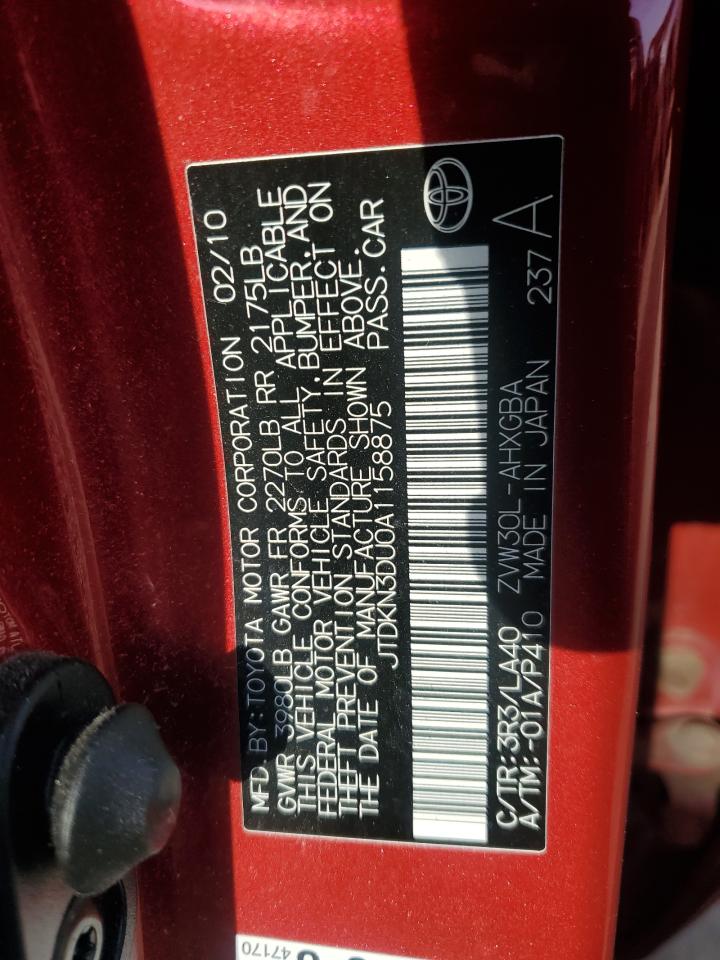 MFD BY:TOYOTA MOTOR CORPORATION 02/10
GVWR 3980LB GAWR FR 2270LB RR 2175LB
THIS VEHICLE CONFORMS TO ALL APPLICABLE
FEDERAL MOTOR VEHICLE SAFETY,BUMPER,AND
THEFT PREVENTION STANDARDS IN EFFECT ON
THE DATE OF MANUFACTURE SHOWN ABOVE.
JTDKN3DU0A1158875 PASS.CAR
C/TR:3R3/LA40 ZVW30L-AHXGBA
A/TM:-01A/P410 MADE IN JAPAN 237 A
47170